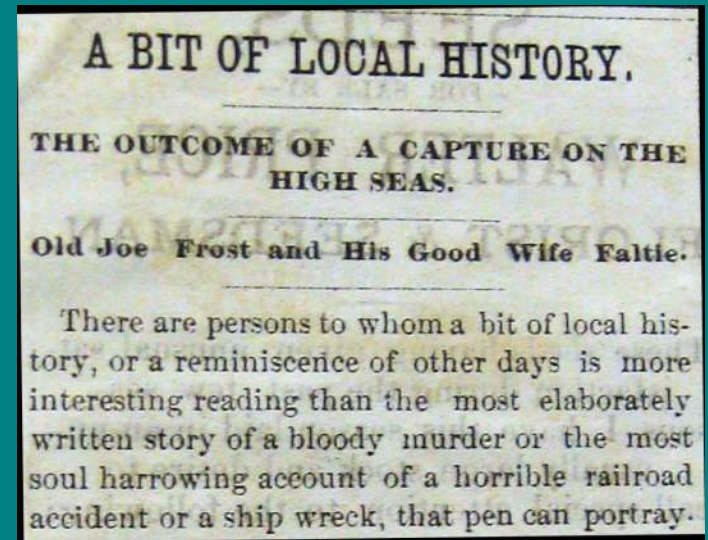 A BIT OF LOCAL HISTORY.
THE OUTCOME OF A CAPTURE ON THE
HIGH SEAS.
Old Joe Frost and His Good Wife Faltie.
There are persons to whom a bit of local his-
tory, or a reminiscence of other days is more
interesting reading than the most elaborately
written story of a bloody murder or the most
soul harrowing account of a horrible railroad
accident or a ship wreck, that pen can portray.